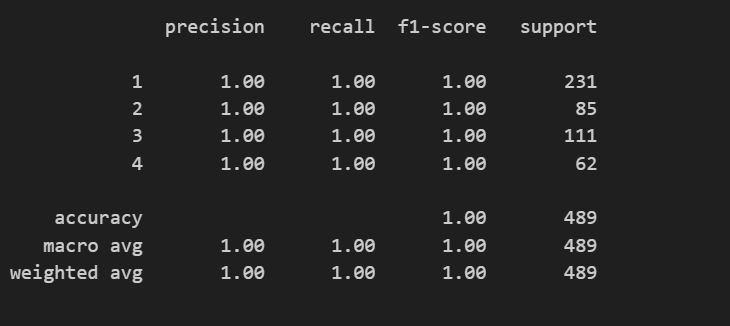 precision recall f1-score support
1 1.00 1.00 1.00 231
2 1.00 1.00 1.00 85
3 1.00 1.00 1.00 111
4 1.00 1.00 1.00 62
accuracy 1.00 489
macro avg 1.00 1.00 1.00 489
weighted avg 1.00 1.00 1.00 489